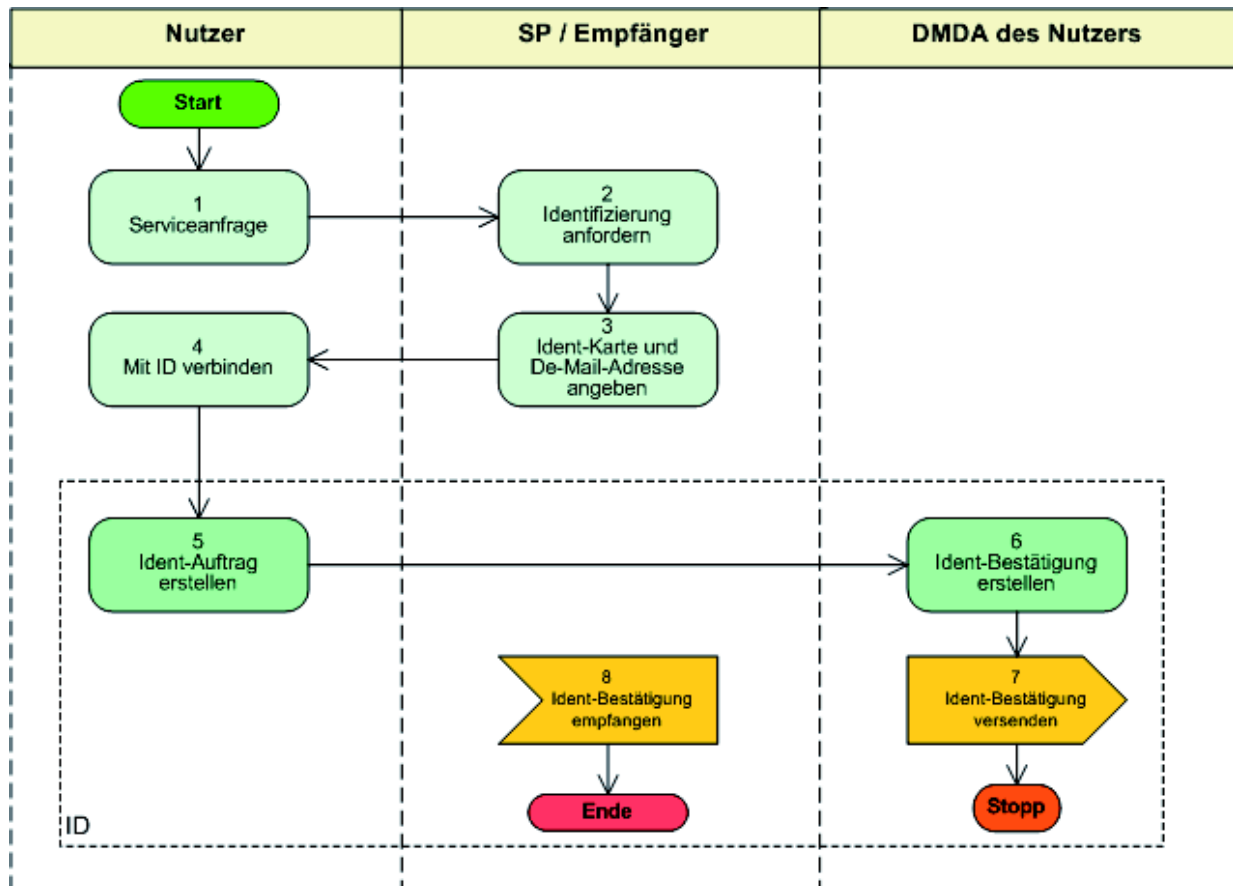 Nutzer
SP / Empfänger
DMDA des Nutzers
Start
1
Serviceanfrage
2
Identifizierung
anfordern
3
Ident-Karte und
De-Mail-Adresse
angeben
4
Mit ID verbinden
5
Ident-Auftrag
erstellen
6
Ident-Bestätigung
erstellen
7
Ident-Bestätigung
versenden
8
Ident-Bestätigung
empfangen
Ende
Stopp
ID